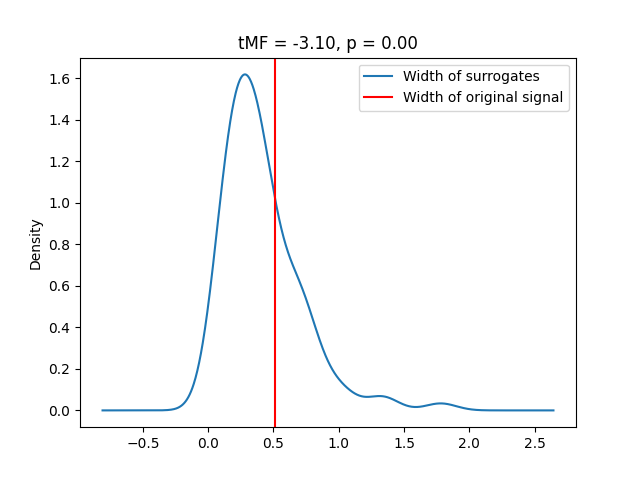 tMF = -3.10, p = 0.00
Width of surrogates
Width of original signal
Density
1.6
1.4
1.2
1.0
0.8
0.6
0.4
0.2
0.0
−0.5 0.0 0.5 1.0 1.5 2.0 2.5